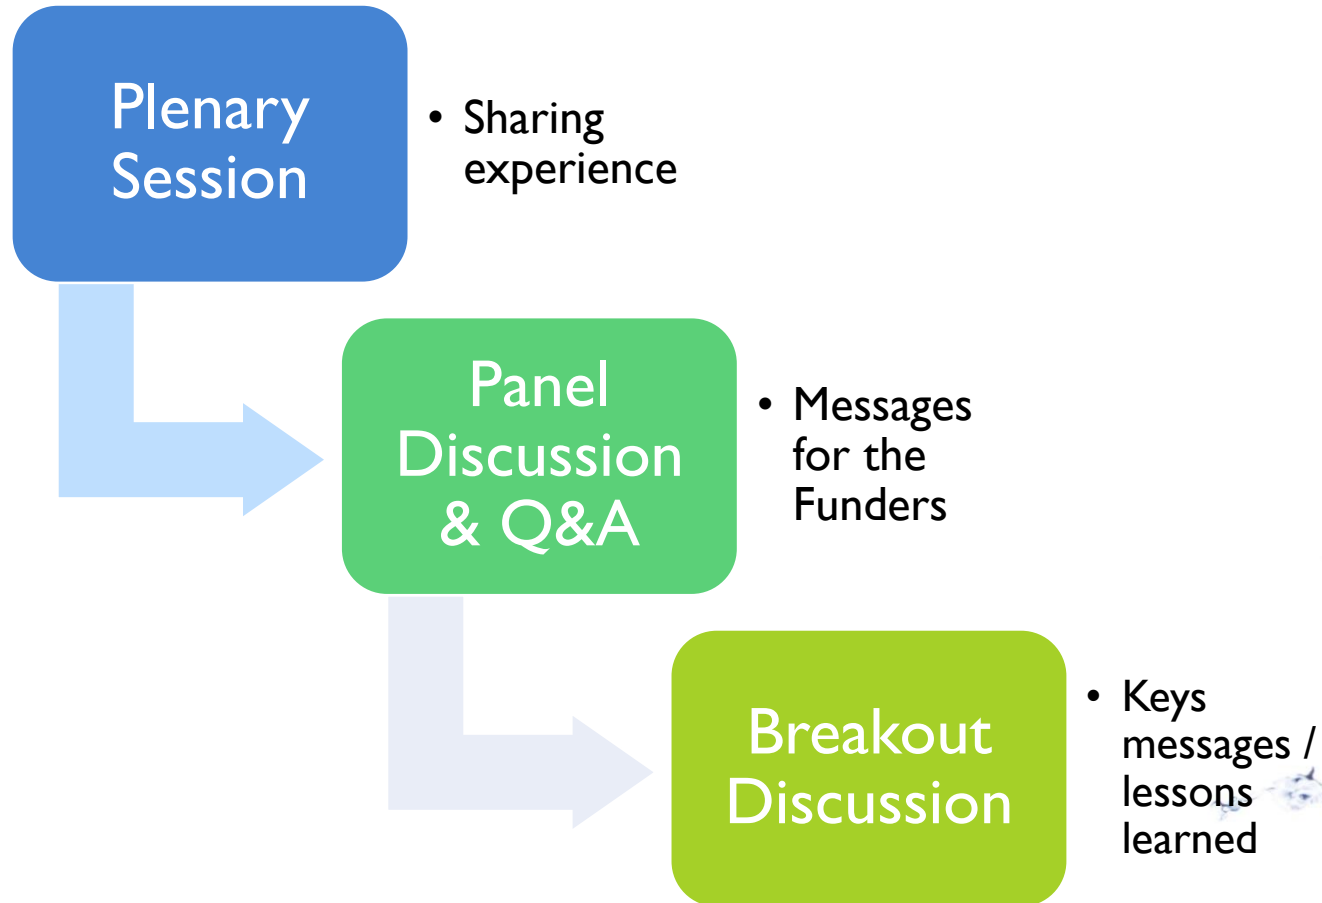 Plenary
Session
• Sharing
experience
Panel
Discussion
& Q&A
• Messages
for the
Funders
Breakout
Discussion
• Keys
messages /
lessons
learned